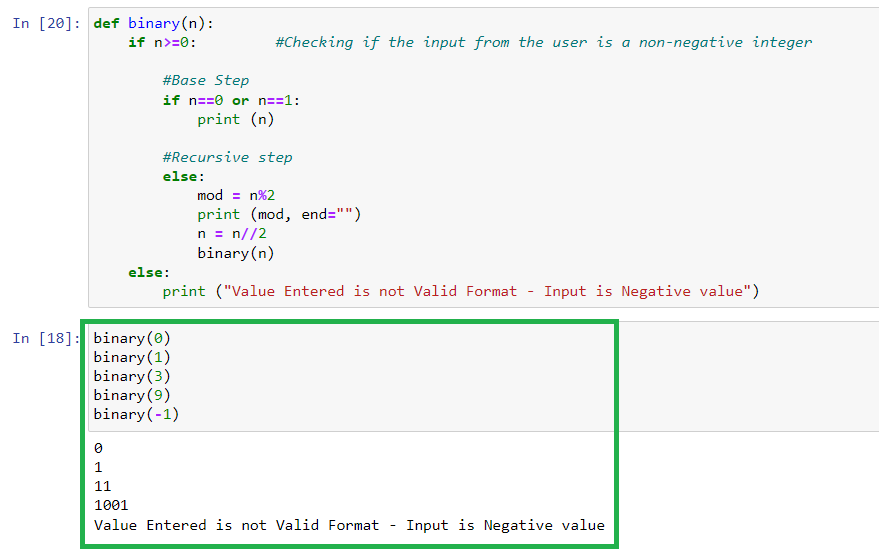 In [20]: def binary(n):
    if n>=0:         #Checking if the input from the user is a non-negative integer
        #Base Step
        if n==0 or n==1:
            print (n)
        #Recursive step
        else:
            mod = n%2
            print (mod, end="")
            n = n//2
            binary(n)
    else:
        print ("Value Entered is not Valid Format - Input is Negative value")
In [18]: binary(0)
binary(1)
binary(3)
binary(9)
binary(-1)
0
1
11
1001
Value Entered is not Valid Format - Input is Negative value